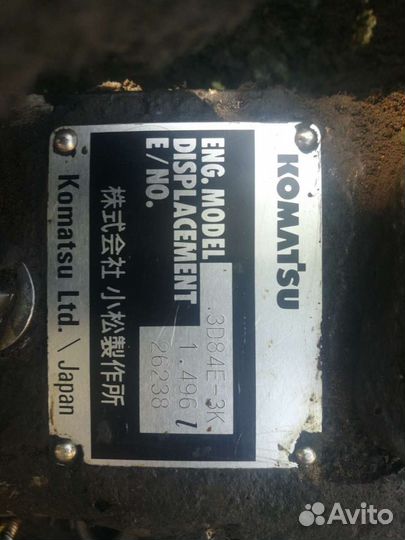 KOMATSU
ENG. MODEL 3D84E-3K
DISPLACEMENT 1.496 l
E/NO. 26238
株式会社 小松製作所
Komatsu Ltd. \ Japan
Avito